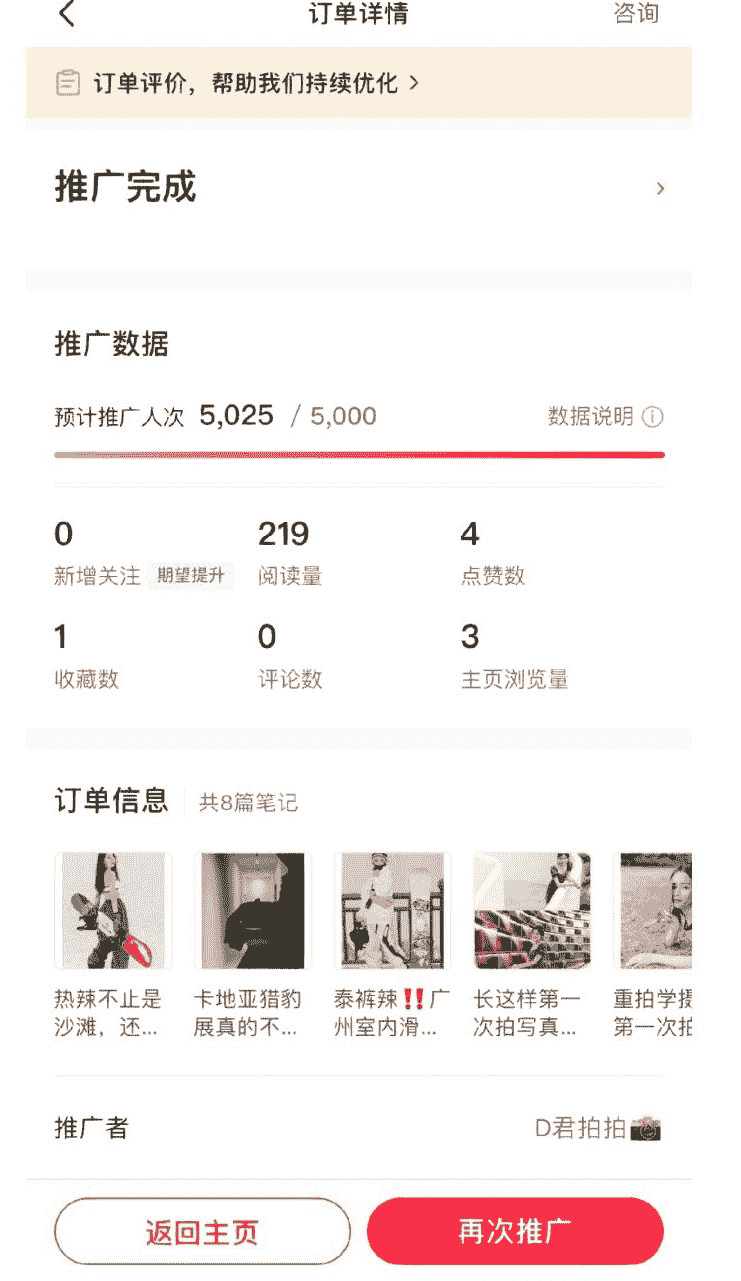 订单详情
咨询
订单评价，帮助我们持续优化 >
推广完成 >
推广数据
预计推广人次 5,025 / 5,000
数据说明
0
219
4
新增关注 期望提升
阅读量
点赞数
1
0
3
收藏数
评论数
主页浏览量
订单信息 共8篇笔记
热辣不止是
沙滩，还...
卡地亚猎豹
展真的不...
泰裤辣‼️广
州室内滑...
长这样第一
次拍写真...
重拍学摄
第一次拍
推广者
D君拍拍📷
返回主页
再次推广